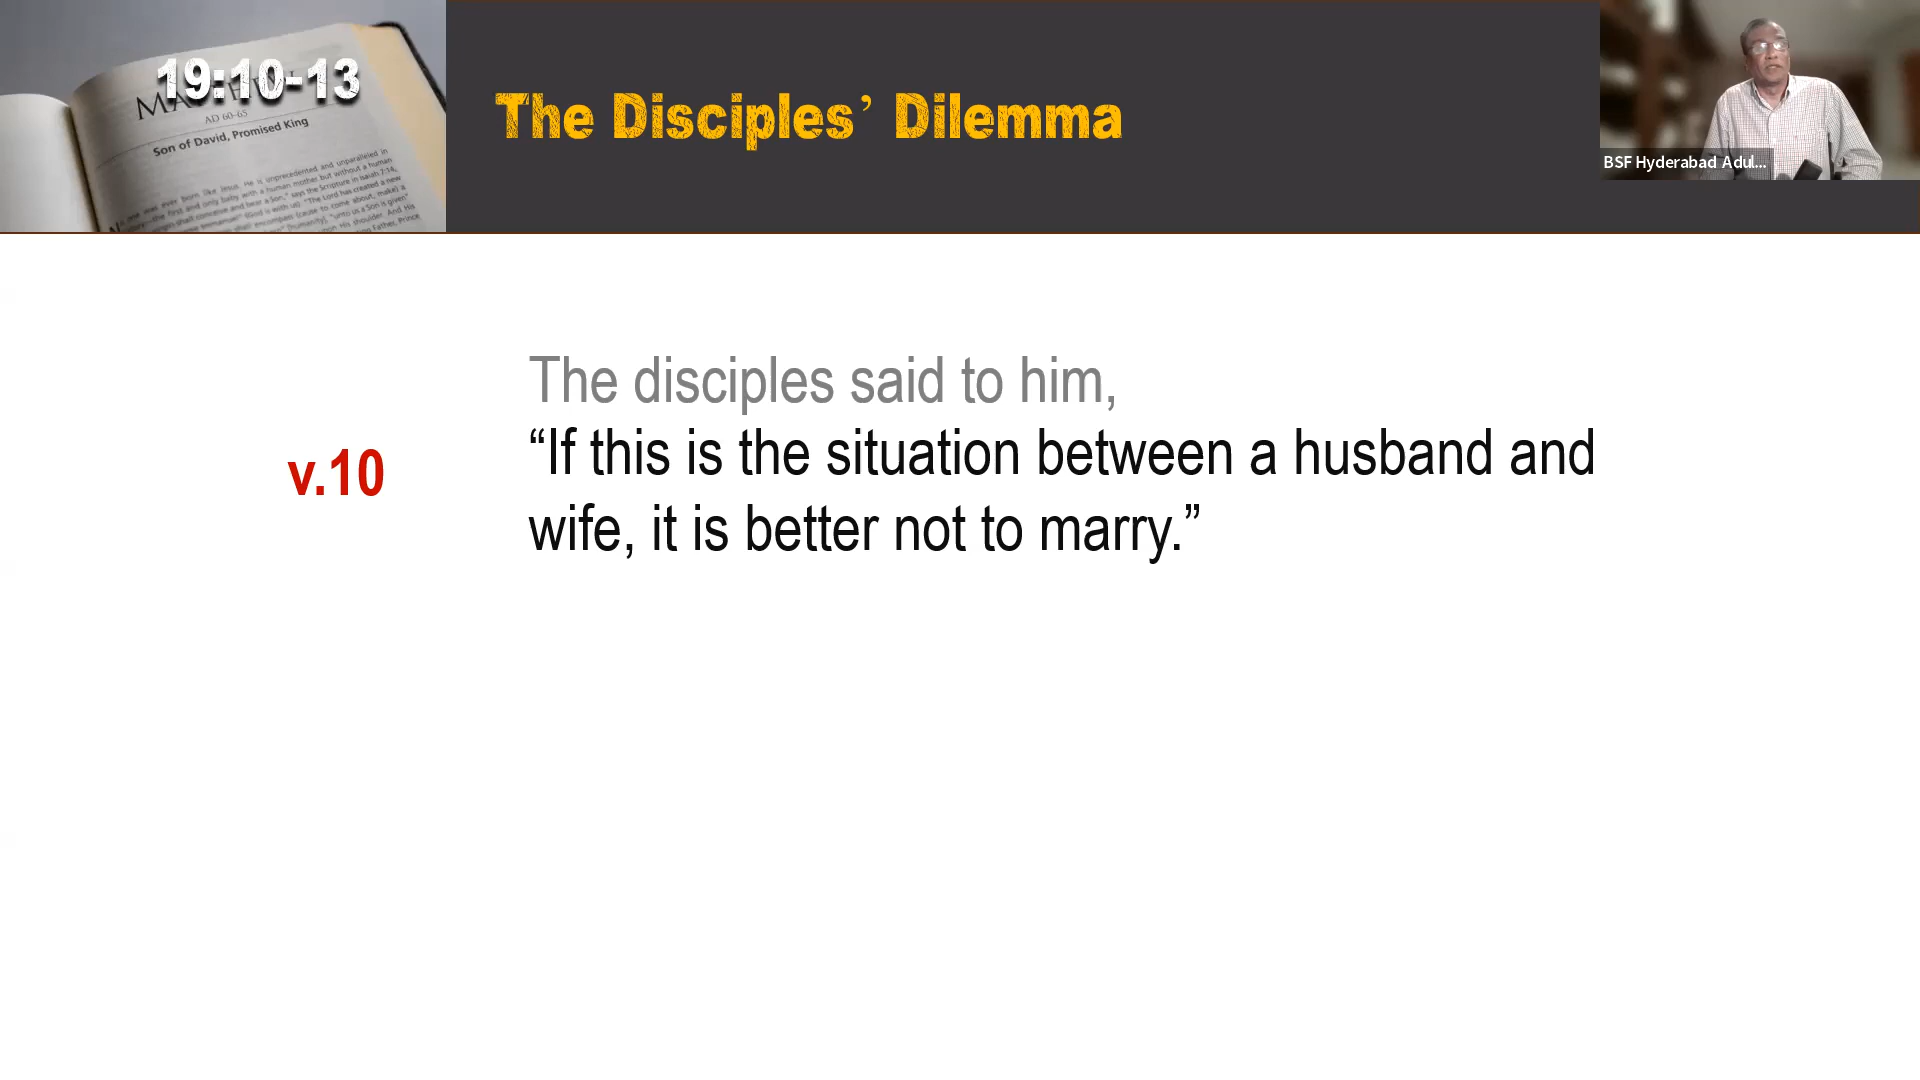 19:10-13
AD 60-65
Son of David, Promised King
The Disciples’ Dilemma
BSF Hyderabad Adul...
v.10
The disciples said to him,
“If this is the situation between a husband and
wife, it is better not to marry.”